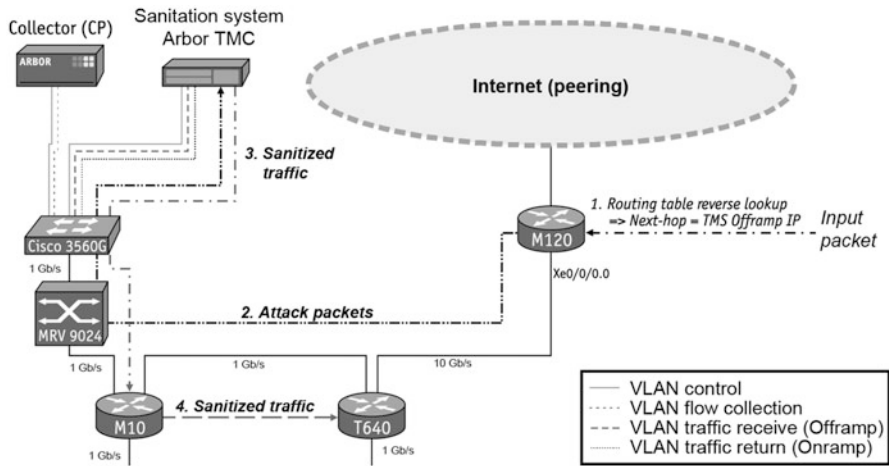 Collector (CP)
ARBOR
Sanitation system
Arbor TMC
Internet (peering)
3. Sanitized
traffic
1. Routing table reverse lookup
=> Next-hop = TMS Offramp IP
Input
packet
M120
Cisco 3560G
1 Gb/s
Xe0/0/0.0
2. Attack packets
MRV 9024
1 Gb/s
1 Gb/s
10 Gb/s
4. Sanitized traffic
M10
T640
1 Gb/s
1 Gb/s
VLAN control
VLAN flow collection
VLAN traffic receive (Offramp)
VLAN traffic return (Onramp)